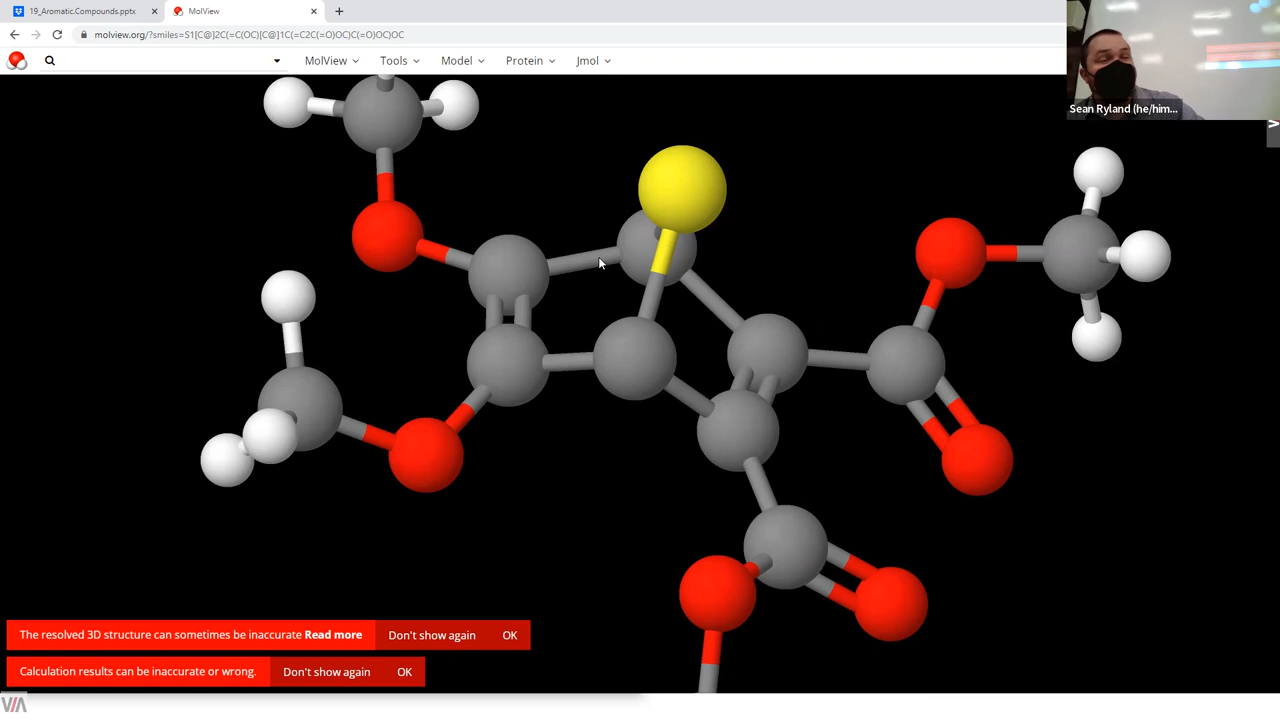 19_Aromatic.Compounds.pptx
MolView
molview.org/?smiles=S1[C@]2C(=C(OC)[C@]1C(=C2C(=O)OC)C(=O)OC)OC
MolView
Tools
Model
Protein
Jmol
Sean Ryland (he/him...
The resolved 3D structure can sometimes be inaccurate Read more
Don't show again
OK
Calculation results can be inaccurate or wrong.
Don't show again
OK
VIA